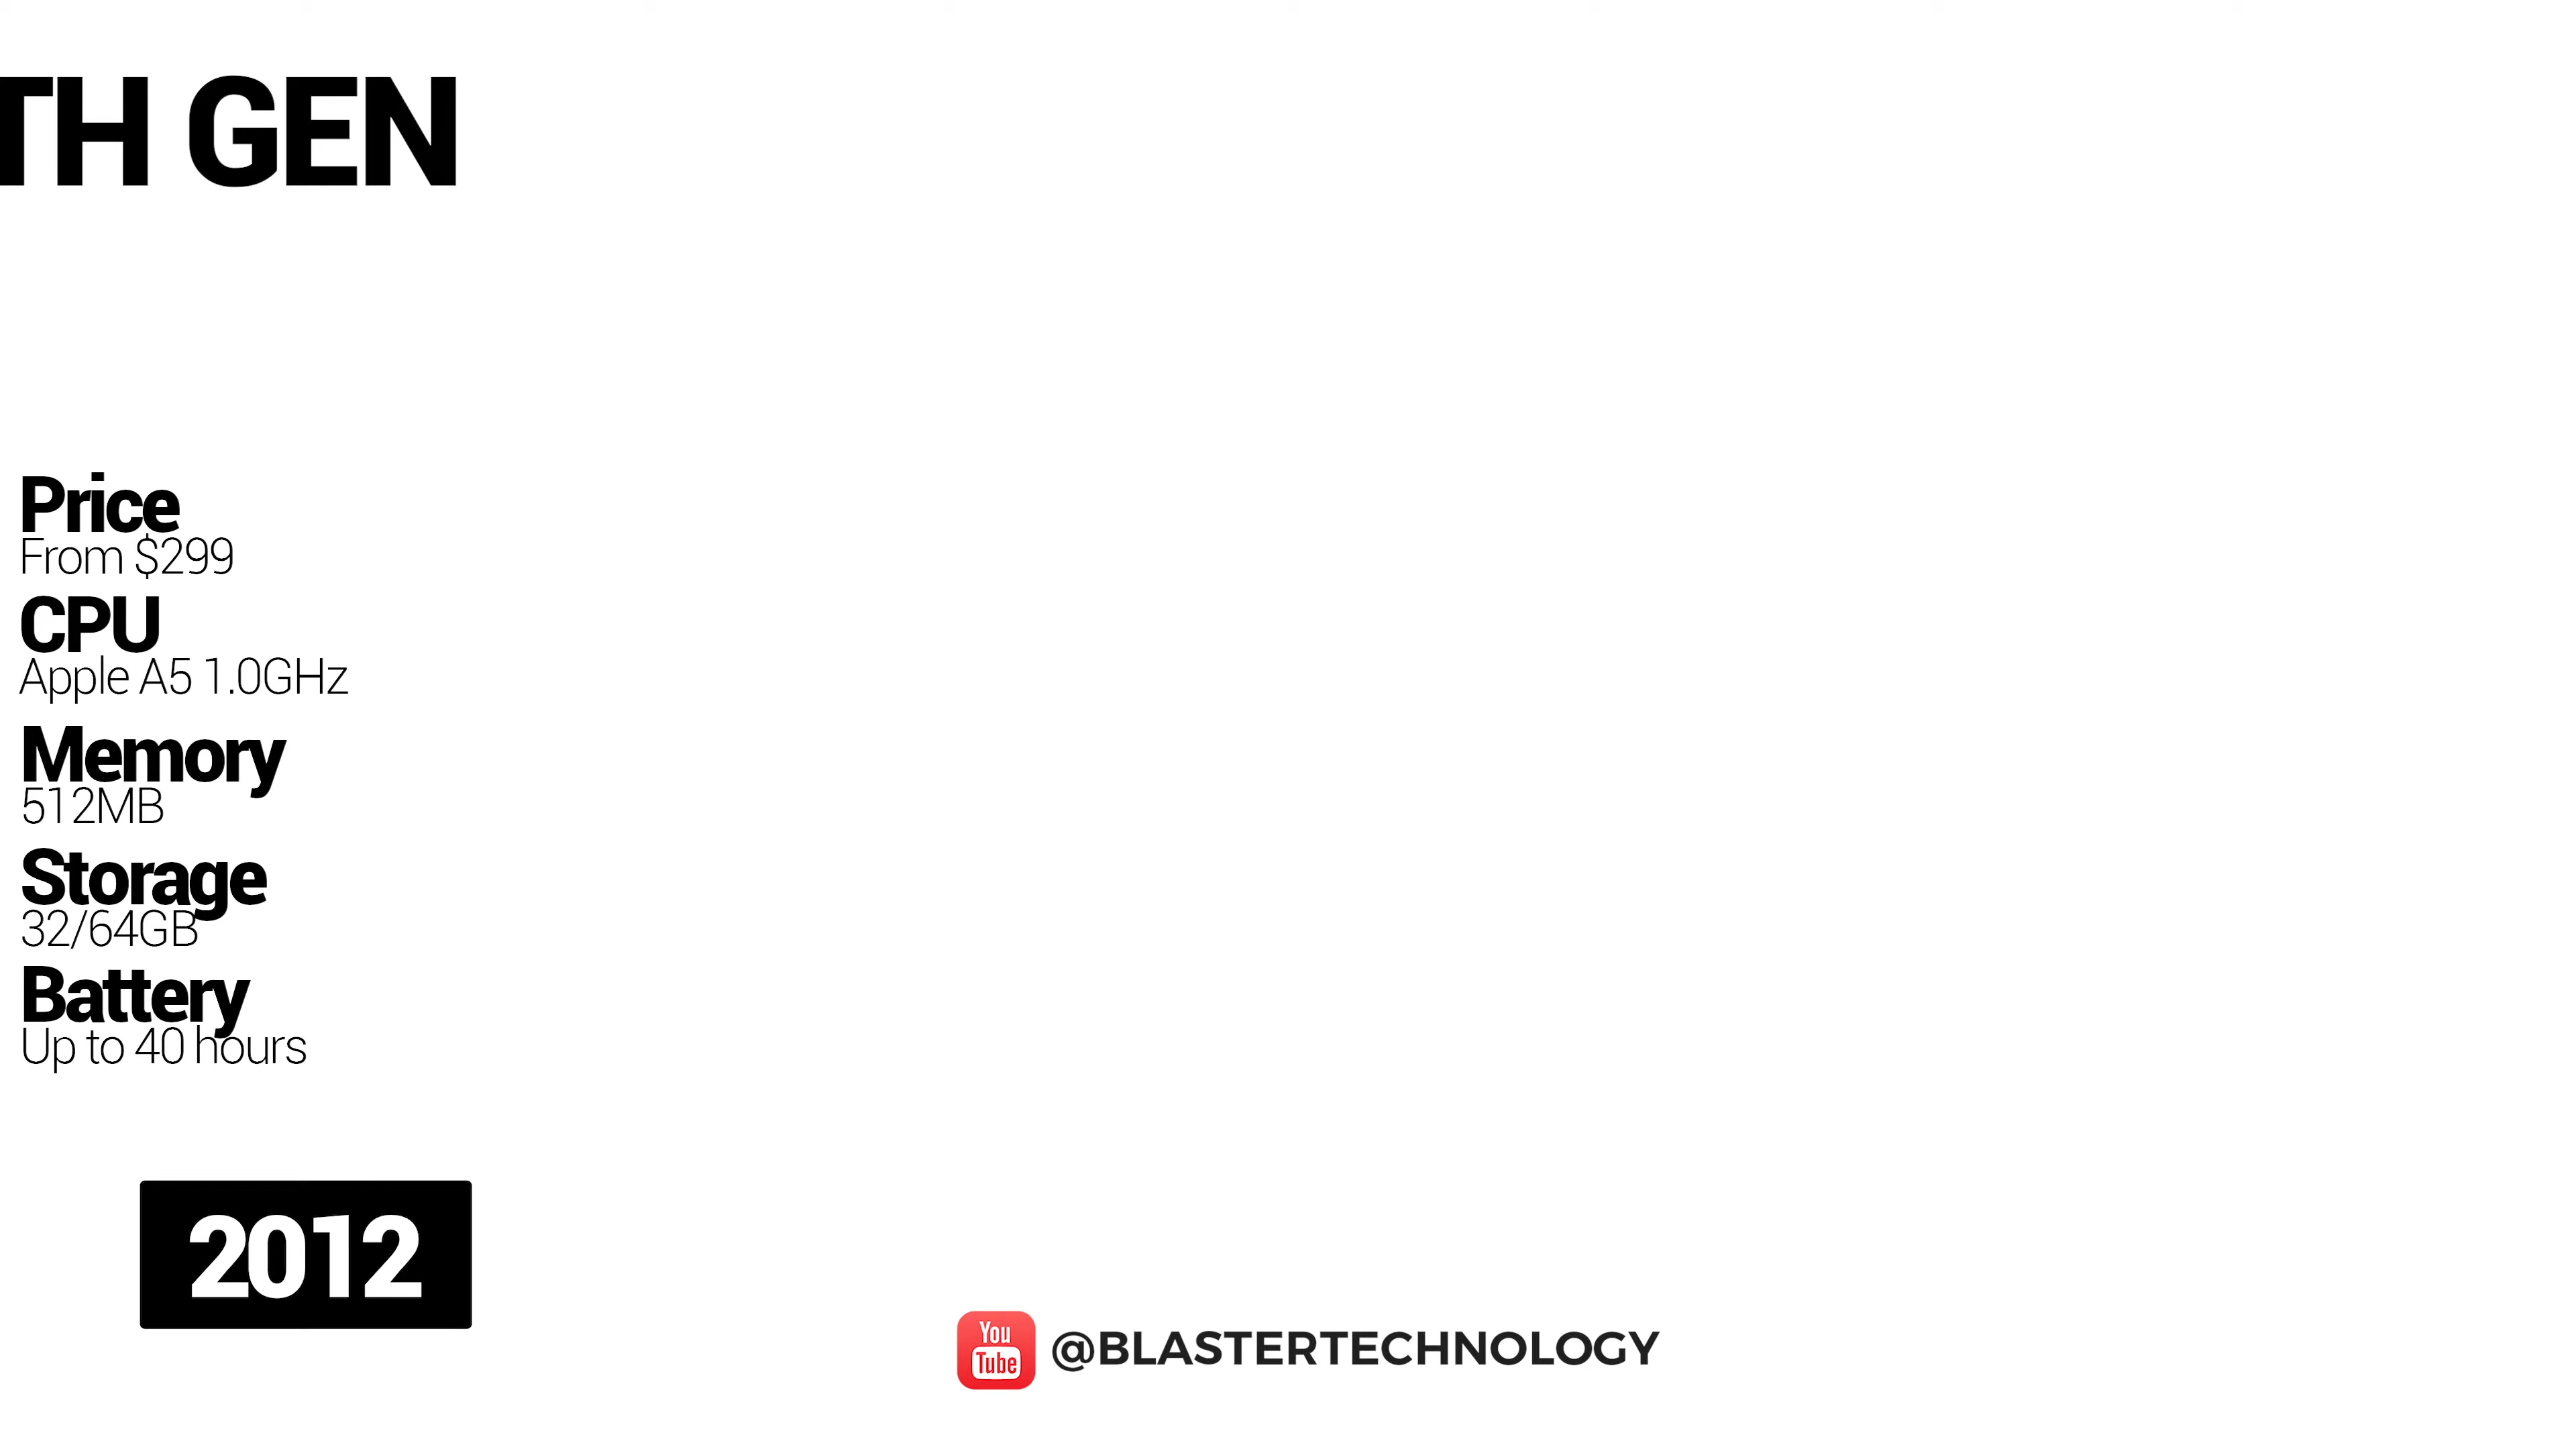 TH GEN
Price
From $299
CPU
Apple A5 1.0GHz
Memory
512MB
Storage
32/64GB
Battery
Up to 40 hours
2012
You
Tube
@BLASTERTECHNOLOGY